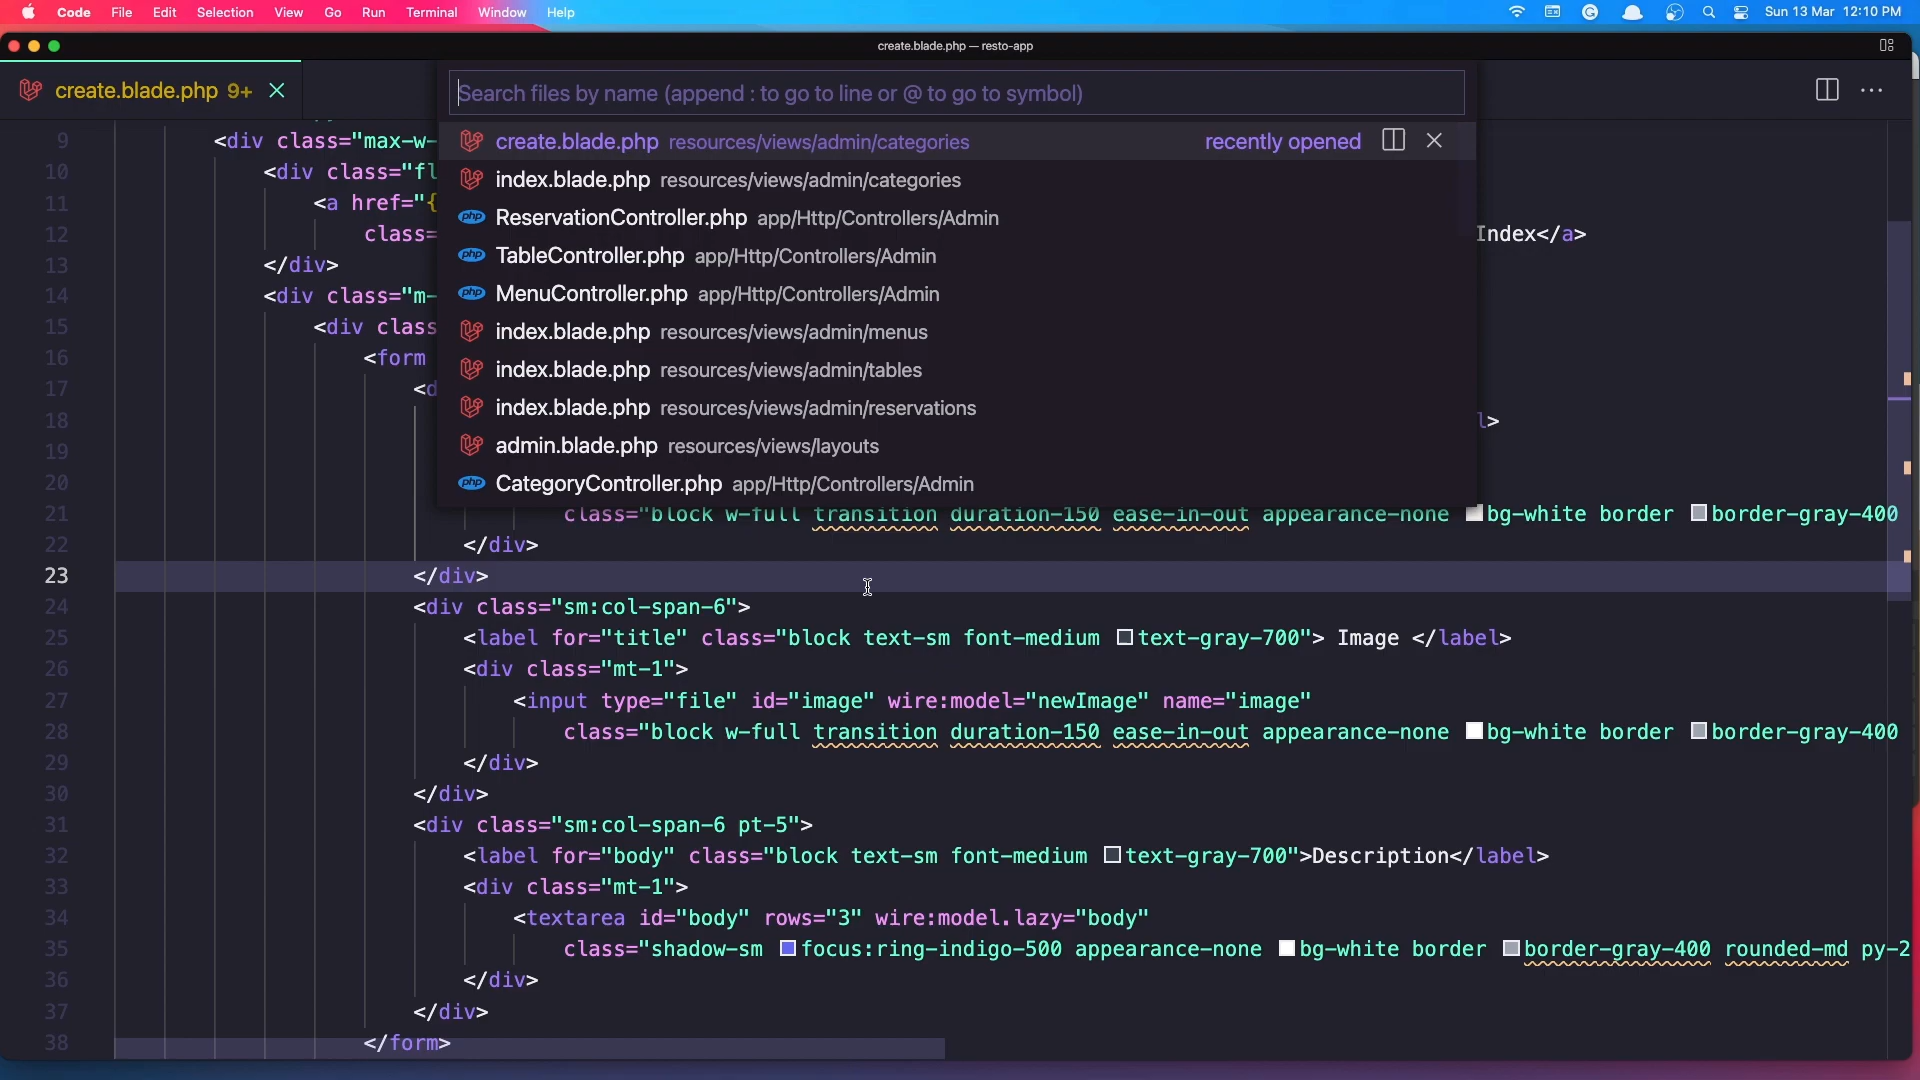 Code File Edit Selection View Go Run Terminal Window Help Sun 13 Mar 12:10 PM
create.blade.php — resto-app
create.blade.php 9+
Search files by name (append : to go to line or @ to go to symbol)
create.blade.php resources/views/admin/categories recently opened
index.blade.php resources/views/admin/categories
ReservationController.php app/Http/Controllers/Admin
TableController.php app/Http/Controllers/Admin
MenuController.php app/Http/Controllers/Admin
index.blade.php resources/views/admin/menus
index.blade.php resources/views/admin/tables
index.blade.php resources/views/admin/reservations
admin.blade.php resources/views/layouts
CategoryController.php app/Http/Controllers/Admin
9 <div class="max-w-
10 <div class="fl
11 <a href="{
12 class= Index</a>
13 </div>
14 <div class="m-
15 <div class
16 <form
17 <d
18 l>
19
20
21 class="block w-full transition duration-150 ease-in-out appearance-none bg-white border border-gray-400
22 </div>
23 </div>
24 <div class="sm:col-span-6">
25 <label for="title" class="block text-sm font-medium text-gray-700"> Image </label>
26 <div class="mt-1">
27 <input type="file" id="image" wire:model="newImage" name="image"
28 class="block w-full transition duration-150 ease-in-out appearance-none bg-white border border-gray-400
29 </div>
30 </div>
31 <div class="sm:col-span-6 pt-5">
32 <label for="body" class="block text-sm font-medium text-gray-700">Description</label>
33 <div class="mt-1">
34 <textarea id="body" rows="3" wire:model.lazy="body"
35 class="shadow-sm focus:ring-indigo-500 appearance-none bg-white border border-gray-400 rounded-md py-2
36 </div>
37 </div>
38 </form>